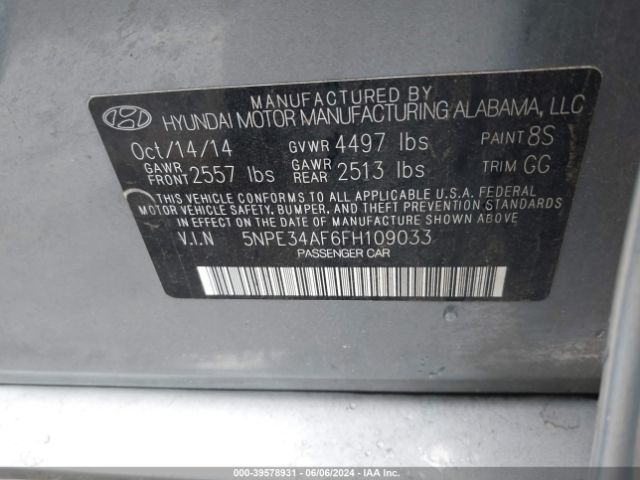 MANUFACTURED BY
HYUNDAI MOTOR MANUFACTURING ALABAMA, LLC
Oct/14/14 GVWR 4497 lbs PAINT 8S
GAWR FRONT 2557 lbs GAWR REAR 2513 lbs TRIM GG
THIS VEHICLE CONFORMS TO ALL APPLICABLE U.S.A. FEDERAL
MOTOR VEHICLE SAFETY, BUMPER, AND THEFT PREVENTION STANDARDS
IN EFFECT ON THE DATE OF MANUFACTURE SHOWN ABOVE.
V.I.N 5NPE34AF6FH109033
PASSENGER CAR
000-39578931 - 06/06/2024 - IAA Inc.